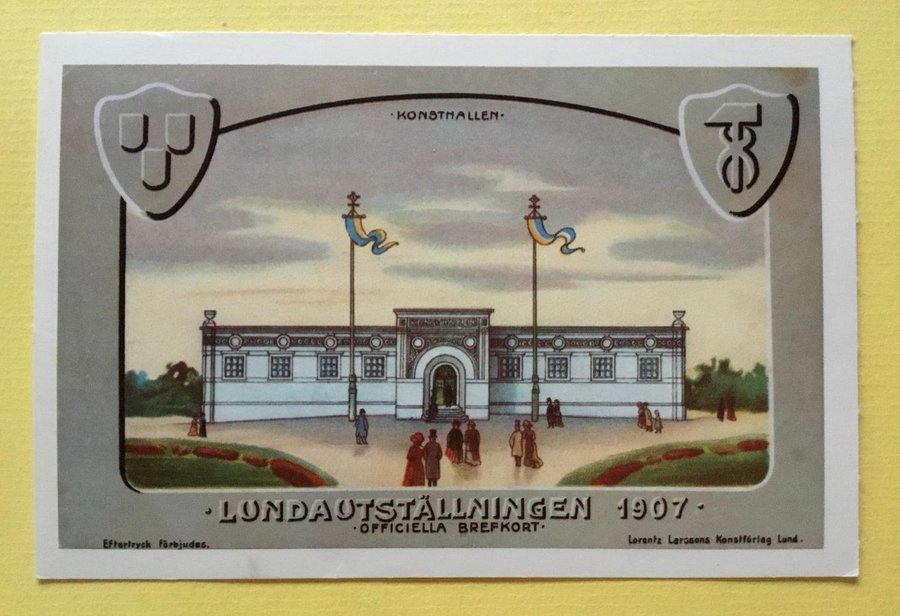 ·KONSTHALLEN·
·LUNDAUTSTÄLLNINGEN 1907·
·OFFICIELLA BREFKORT·
Eftertryck Förbjudes.
Lorentz Larssons Konstförlag Lund.